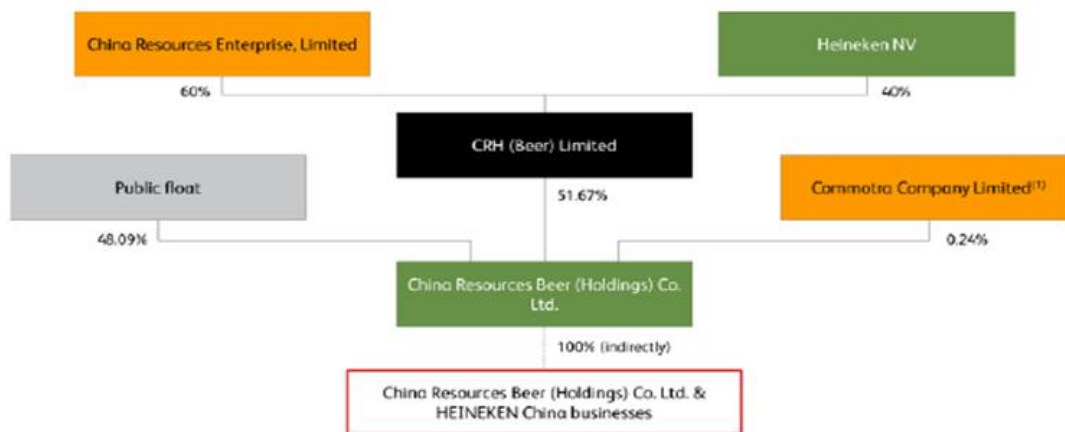 China Resources Enterprise, Limited
Heineken NV
60%
40%
CRH (Beer) Limited
Public float
51.67%
Commotra Company Limited(1)
48.09%
0.24%
China Resources Beer (Holdings) Co.
Ltd.
100% (indirectly)
China Resources Beer (Holdings) Co. Ltd. &
HEINEKEN China businesses